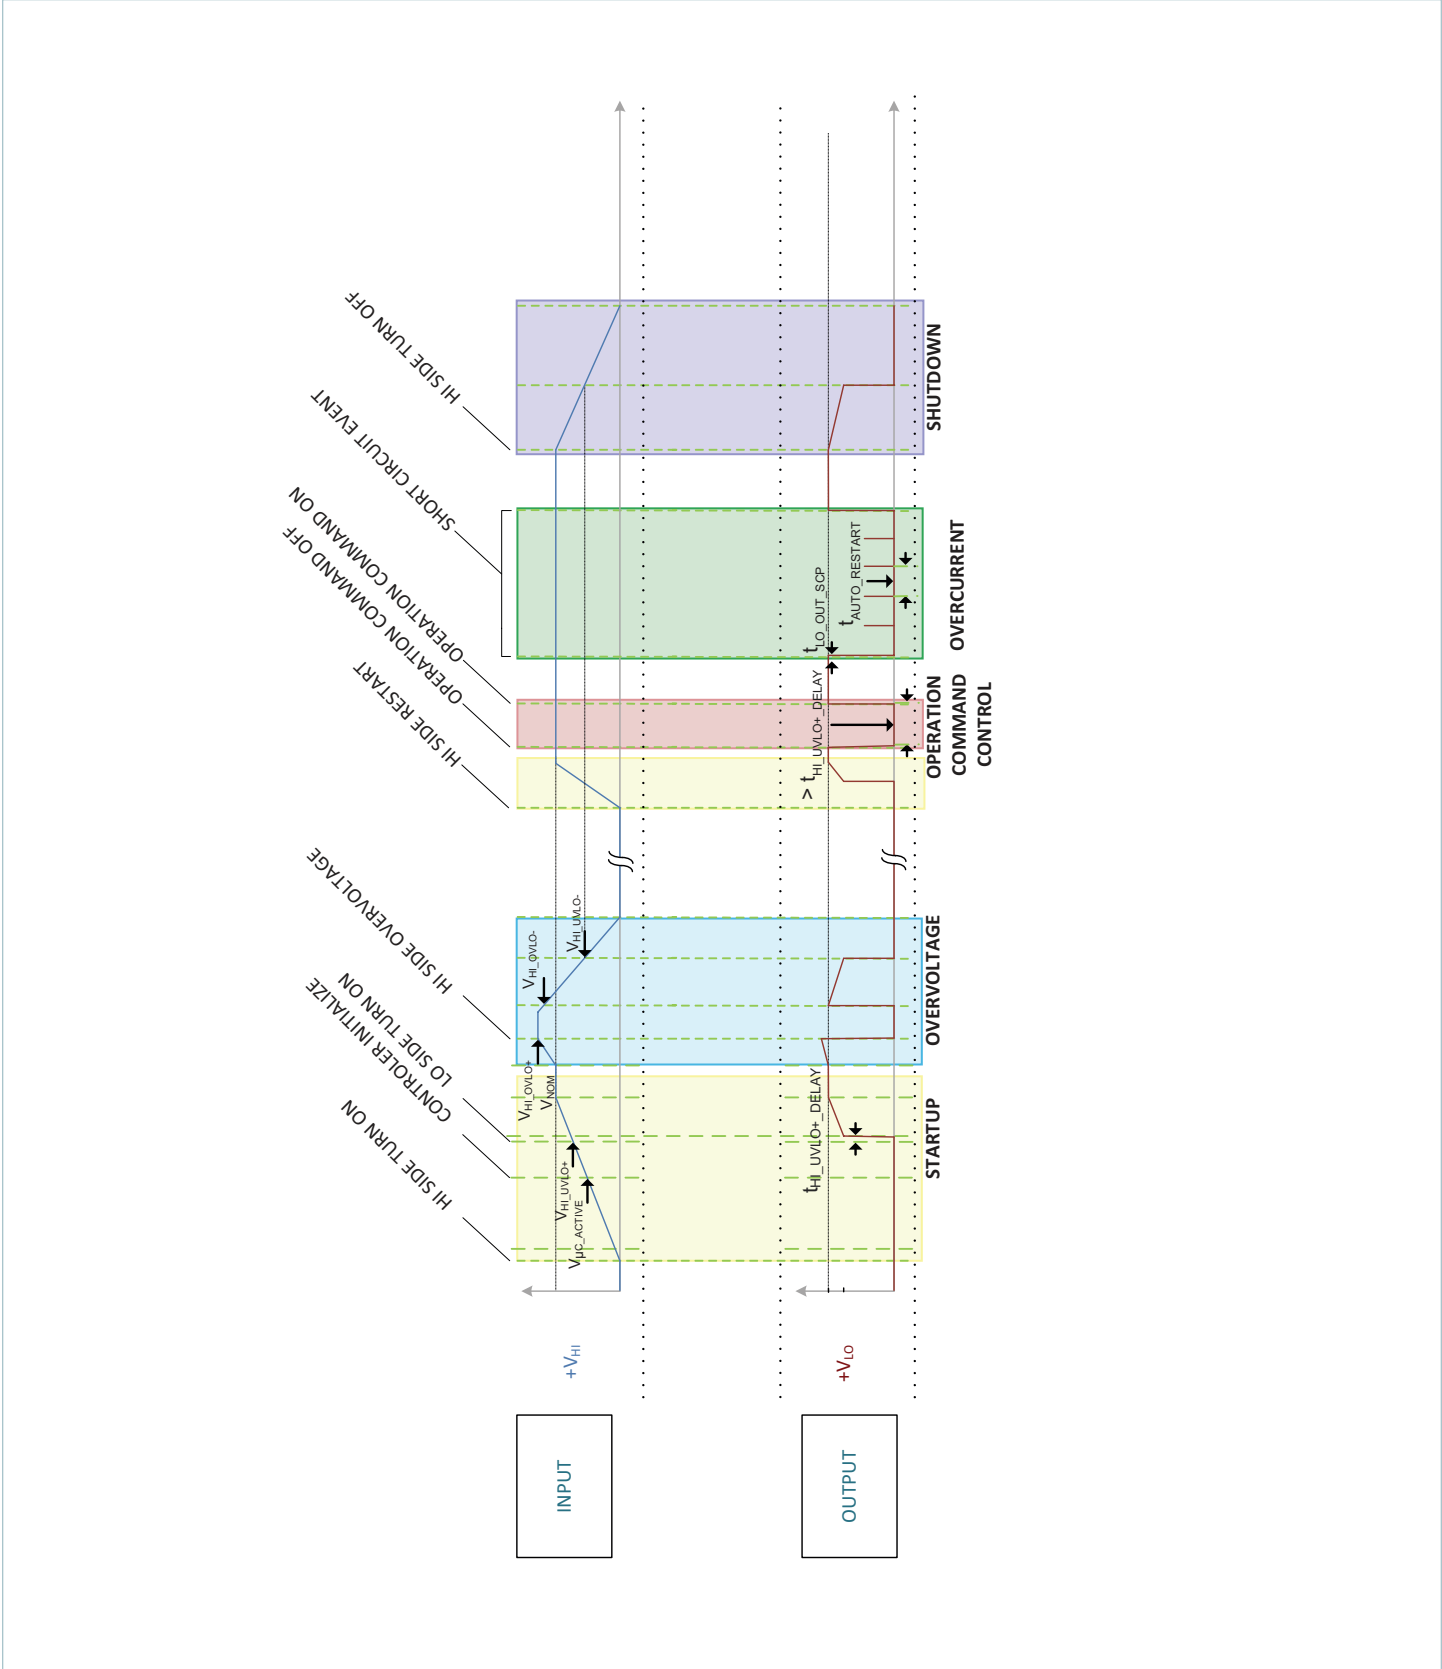 HI SIDE TURN ON
CONTROLER INITIALIZE
LO SIDE TURN ON
HI SIDE OVERVOLTAGE
HI SIDE RESTART
OPERATION COMMAND OFF
OPERATION COMMAND ON
SHORT CIRCUIT EVENT
HI SIDE TURN OFF
INPUT
+VHI
VµC_ACTIVE
VHI_UVLO+
VNOM
VHI_OVLO+
VHI_OVLO-
VHI_UVLO-
OUTPUT
+VLO
tHI_UVLO+_DELAY
> tHI_UVLO+_DELAY
tLO_OUT_SCP
tAUTO_RESTART
STARTUP
OVERVOLTAGE
OPERATION
COMMAND
CONTROL
OVERCURRENT
SHUTDOWN